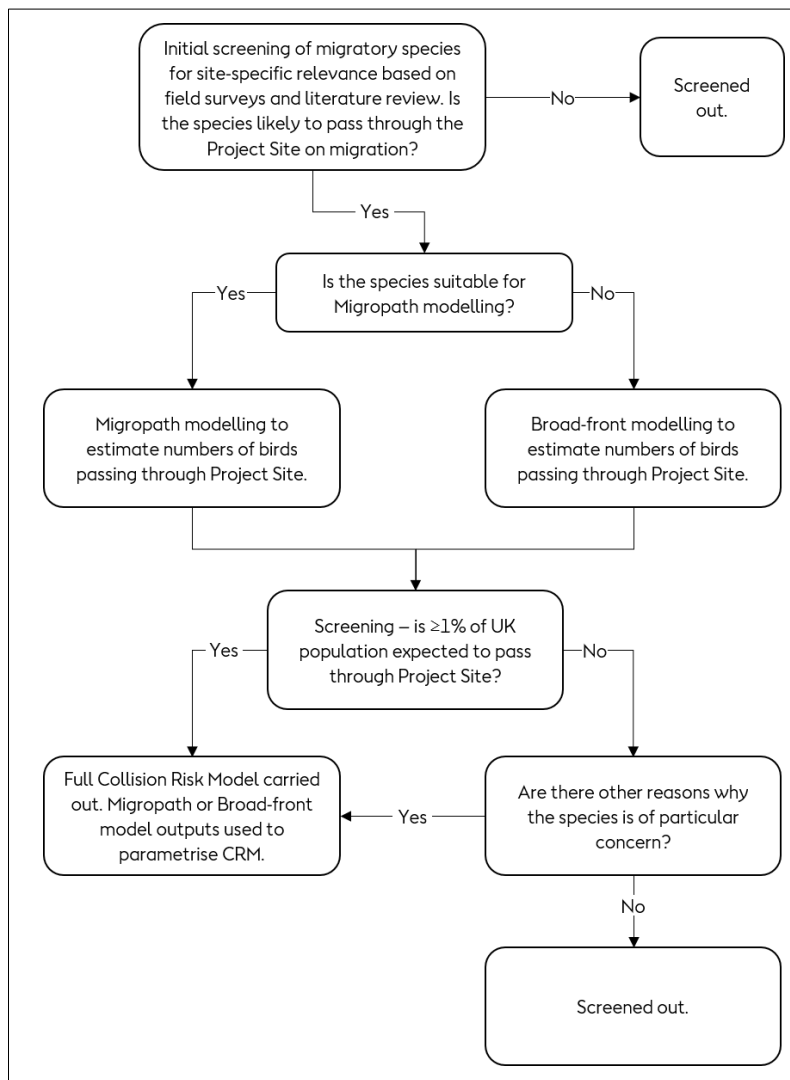 Initial screening of migratory species
for site-specific relevance based on
field surveys and literature review. Is
the species likely to pass through the
Project Site on migration?
No
Screened
out.
Yes
Is the species suitable for
Migropath modelling?
Yes
No
Migropath modelling to
estimate numbers of birds
passing through Project Site.
Broad-front modelling to
estimate numbers of birds
passing through Project Site.
Screening – is ≥1% of UK
population expected to pass
through Project Site?
Yes
No
Full Collision Risk Model carried
out. Migropath or Broad-front
model outputs used to
parametrise CRM.
Yes
Are there other reasons why
the species is of particular
concern?
No
Screened out.